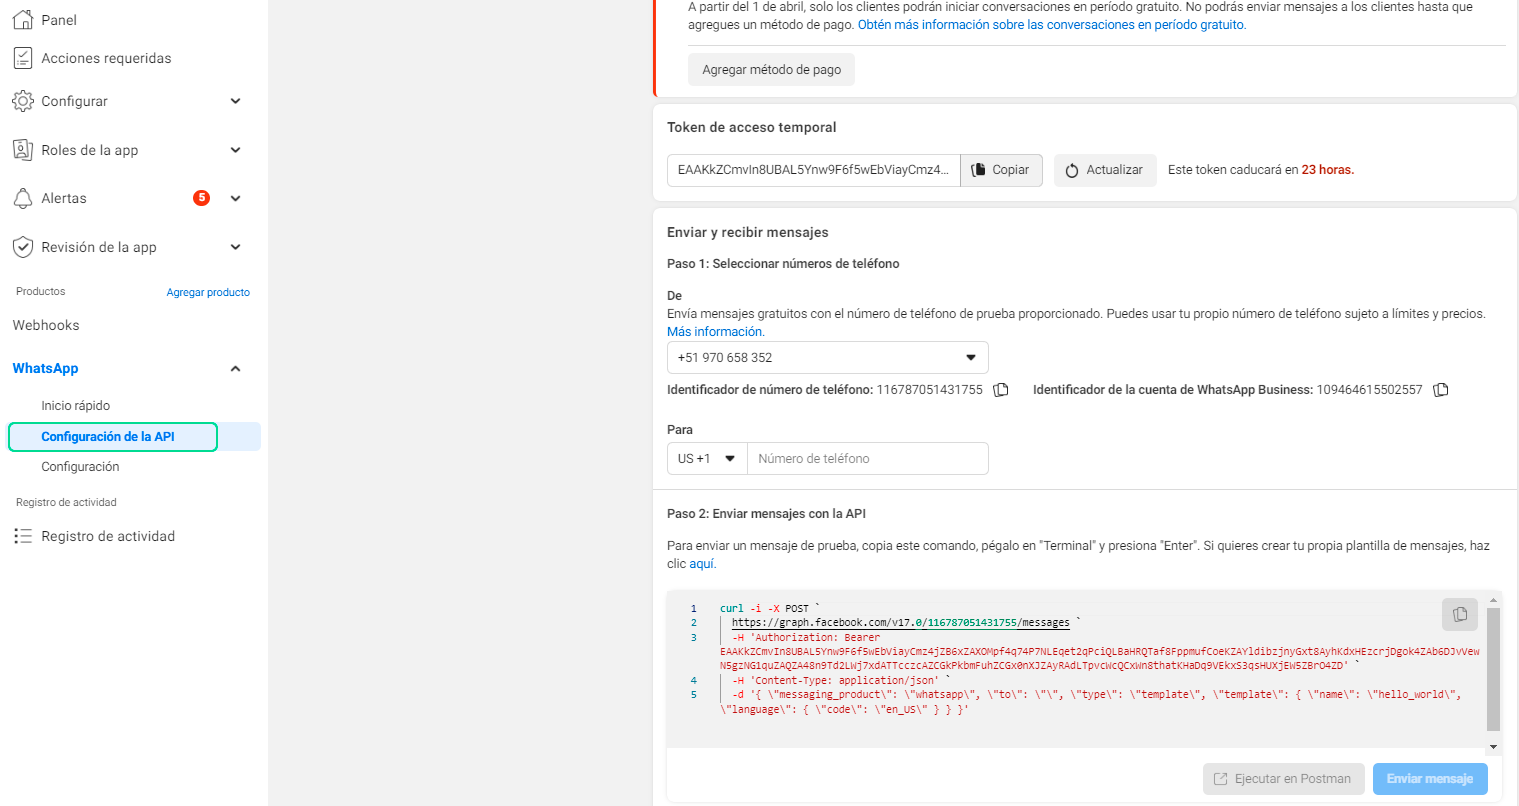 Panel
Acciones requeridas
Configurar
Roles de la app
Alertas
5
Revisión de la app
Productos
Agregar producto
Webhooks
WhatsApp
Inicio rápido
Configuración de la API
Configuración
Registro de actividad
Registro de actividad
A partir del 1 de abril, solo los clientes podrán iniciar conversaciones en período gratuito. No podrás enviar mensajes a los clientes hasta que
agregues un método de pago. Obtén más información sobre las conversaciones en período gratuito.
Agregar método de pago
Token de acceso temporal
EAAKkZCmvIn8UBAL5Ynw9F6f5wEbViayCmz4...
Copiar
Actualizar
Este token caducará en 23 horas.
Enviar y recibir mensajes
Paso 1: Seleccionar números de teléfono
De
Envía mensajes gratuitos con el número de teléfono de prueba proporcionado. Puedes usar tu propio número de teléfono sujeto a límites y precios.
Más información.
+51 970 658 352
Identificador de número de teléfono: 116787051431755
Identificador de la cuenta de WhatsApp Business: 109464615502557
Para
US +1
Número de teléfono
Paso 2: Enviar mensajes con la API
Para enviar un mensaje de prueba, copia este comando, pégalo en "Terminal" y presiona "Enter". Si quieres crear tu propia plantilla de mensajes, haz
clic aquí.
1 curl -i -X POST `
2 https://graph.facebook.com/v17.0/116787051431755/messages `
3 -H 'Authorization: Bearer
EAAKkZCmvIn8UBAL5Ynw9F6f5wEbViayCmz4jZB6xZAXOMpf4q74P7NLEqet2qPciQLBaHRQTaf8FppmufCoeKZAYldibzjnyGxt8AyhKdxHEzcrjDgok4ZAb6DJvVew
N5gzNG1quZAQZA48n9Td2LWj7xdATTcczcAZCGkPkbmFuhZCGx0nXJZAyRAdLTpvcWcQCXWn8thatKHaDq9VEkxS3qsHUXjEW5ZBrO4ZD' `
4 -H 'Content-Type: application/json' `
5 -d '{ \"messaging_product\": \"whatsapp\", \"to\": \"\", \"type\": \"template\", \"template\": { \"name\": \"hello_world\",
\"language\": { \"code\": \"en_US\" } } }'
Ejecutar en Postman
Enviar mensaje